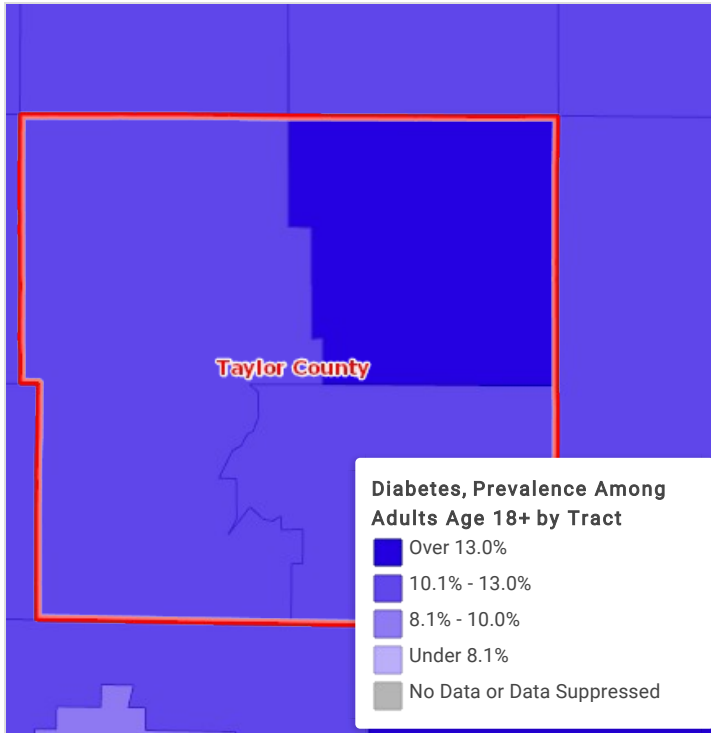 Taylor County
Diabetes, Prevalence Among
Adults Age 18+ by Tract
Over 13.0%
10.1% - 13.0%
8.1% - 10.0%
Under 8.1%
No Data or Data Suppressed